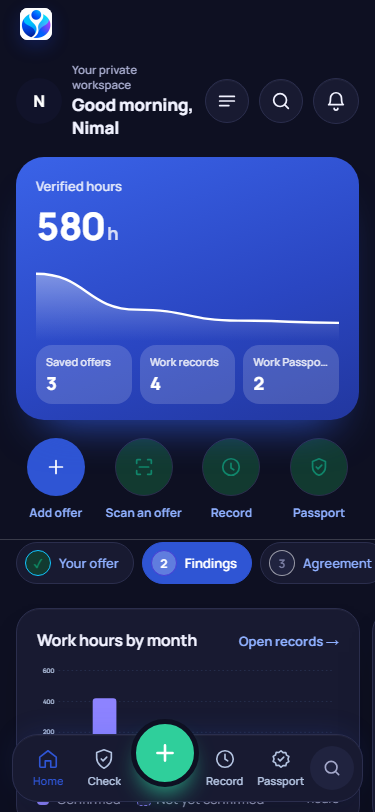 Your private
workspace
N
Good morning,
Nimal
Verified hours
580h
Saved offers
3
Work records
4
Work Passpo...
2
Add offer
Scan an offer
Record
Passport
Your offer
2
Findings
3
Agreement
Work hours by month
Open records →
600
400
200
Home
Check
Record
Passport